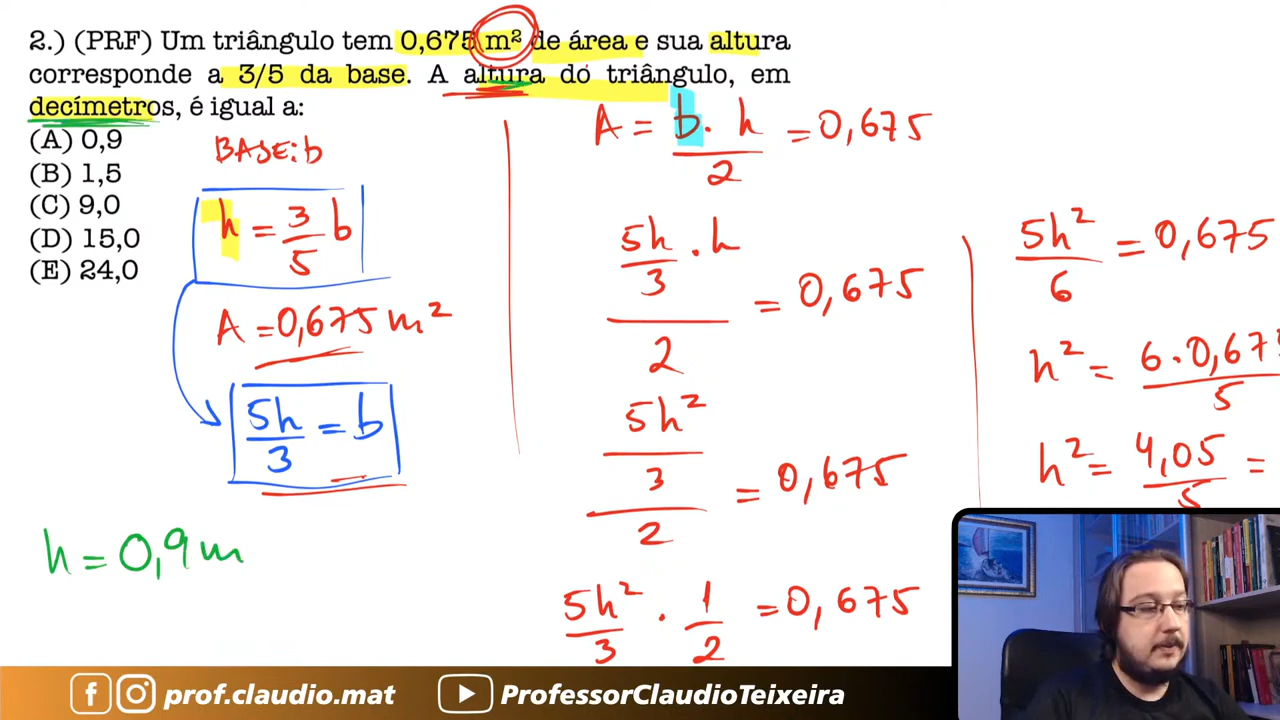 2.) (PRF) Um triângulo tem 0,675 m² de área e sua altura
corresponde a 3/5 da base. A altura do triângulo, em
decímetros, é igual a:
(A) 0,9
(B) 1,5
(C) 9,0
(D) 15,0
(E) 24,0
BASE: b
h = 3/5 b
A = 0,675 m²
5h/3 = b
h = 0,9 m
A = b . h / 2 = 0,675
5h/3 . h / 2 = 0,675
5h²/3 / 2 = 0,675
5h²/3 . 1/2 = 0,675
5h²/6 = 0,675
h² = 6 . 0,675 / 5
h² = 4,05/5 =
prof.claudio.mat
ProfessorClaudioTeixeira